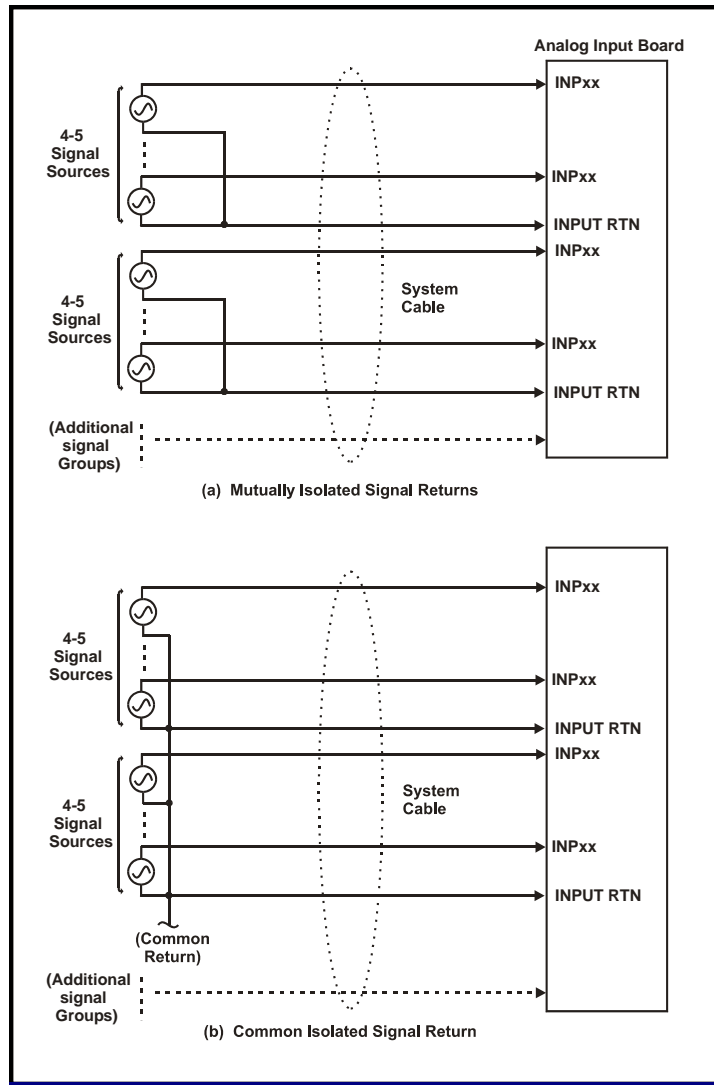 Analog Input Board
INPxx
4-5
Signal
Sources
INPxx
INPUT RTN
INPxx
4-5
Signal
Sources
System
Cable
INPxx
INPUT RTN
(Additional
signal
Groups)
(a) Mutually Isolated Signal Returns
INPxx
4-5
Signal
Sources
INPxx
INPUT RTN
INPxx
4-5
Signal
Sources
System
Cable
INPxx
INPUT RTN
(Common
Return)
(Additional
signal
Groups)
(b) Common Isolated Signal Return